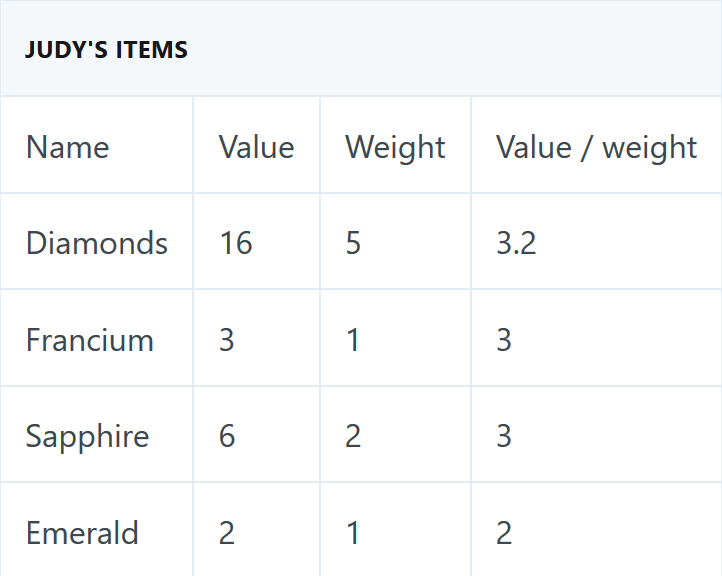 JUDY'S ITEMS
Name Value Weight Value / weight
Diamonds 16 5 3.2
Francium 3 1 3
Sapphire 6 2 3
Emerald 2 1 2